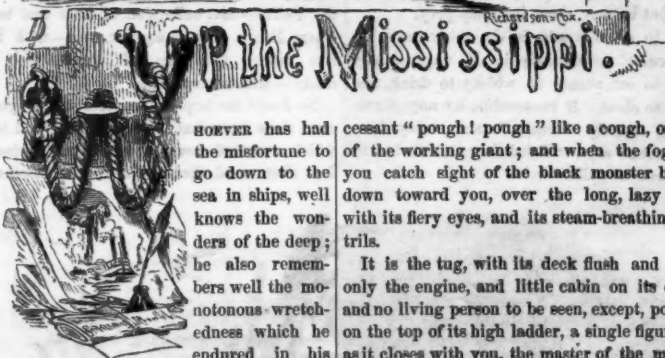 Richardson=Cox.
Up the Mississippi.
WHOEVER has had
the misfortune to
go down to the
sea in ships, well
knows the won-
ders of the deep;
he also remem-
bers well the mo-
notonous wretch-
edness which he
endured in his
cessant "pough! pough" like a cough, o
of the working giant; and when the fog
you catch sight of the black monster b
down toward you, over the long, lazy
with its fiery eyes, and its steam-breathin
trils.
It is the tug, with its deck flush and
only the engine, and little cabin on its
and no living person to be seen, except, po
on the top of its high ladder, a single figu
as it closes with you, the master of the